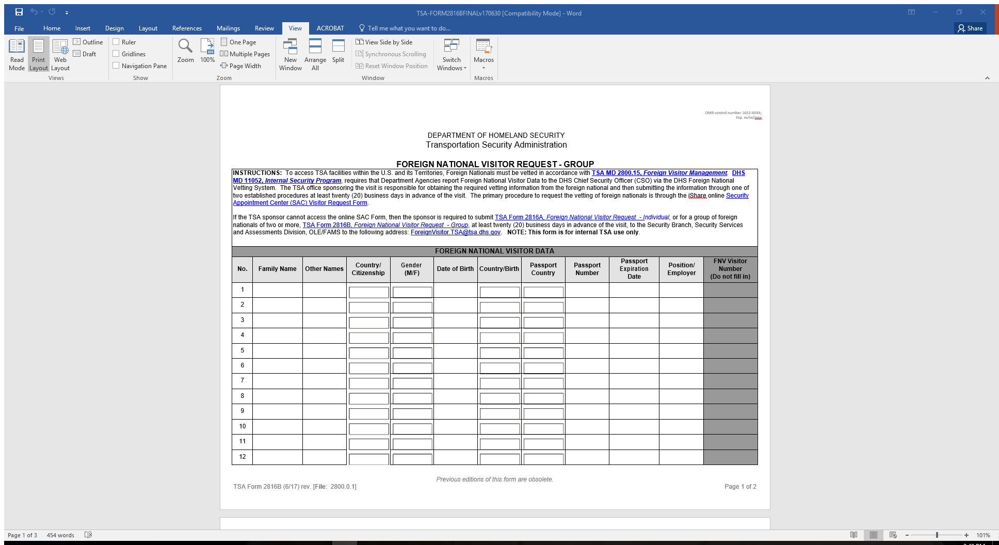 TSA-FORM2816BFINALv170630 [Compatibility Mode] - Word
File Home Insert Design Layout References Mailings Review View ACROBAT Tell me what you want to do... Share
Read Mode
Print Layout
Web Layout
Outline
Draft
Views
Ruler
Gridlines
Navigation Pane
Show
Zoom
100%
One Page
Multiple Pages
Page Width
Zoom
New Window
Arrange All
Split
View Side by Side
Synchronous Scrolling
Reset Window Position
Window
Switch Windows
Macros
Macros
OMB control number 1652-XXXX;
Exp. xx/xx/xxxx
DEPARTMENT OF HOMELAND SECURITY
Transportation Security Administration
FOREIGN NATIONAL VISITOR REQUEST - GROUP
INSTRUCTIONS: To access TSA facilities within the U.S. and its Territories, Foreign Nationals must be vetted in accordance with TSA MD 2800.15, Foreign Visitor Management. DHS
MD 11052, Internal Security Program, requires that Department Agencies report Foreign National Visitor Data to the DHS Chief Security Officer (CSO) via the DHS Foreign National
Vetting System. The TSA office sponsoring the visit is responsible for obtaining the required vetting information from the foreign national and then submitting the information through one of
two established procedures at least twenty (20) business days in advance of the visit. The primary procedure to request the vetting of foreign nationals is through the iShare online Security
Appointment Center (SAC) Visitor Request Form.
If the TSA sponsor cannot access the online SAC Form, then the sponsor is required to submit TSA Form 2816A, Foreign National Visitor Request - Individual, or for a group of foreign
nationals of two or more, TSA Form 2816B, Foreign National Visitor Request - Group, at least twenty (20) business days in advance of the visit, to the Security Branch, Security Services
and Assessments Division, OLE/FAMS to the following address: ForeignVisitor.TSA@tsa.dhs.gov. NOTE: This form is for internal TSA use only.
FOREIGN NATIONAL VISITOR DATA
No.
Family Name
Other Names
Country/
Citizenship
Gender
(M/F)
Date of Birth
Country/Birth
Passport
Country
Passport
Number
Passport
Expiration
Date
Position/
Employer
FNV Visitor
Number
(Do not fill in)
1
2
3
4
5
6
7
8
9
10
11
12
Previous editions of this form are obsolete.
TSA Form 2816B (6/17) rev. [File: 2800.0.1] Page 1 of 2
Page 1 of 3 454 words 101%